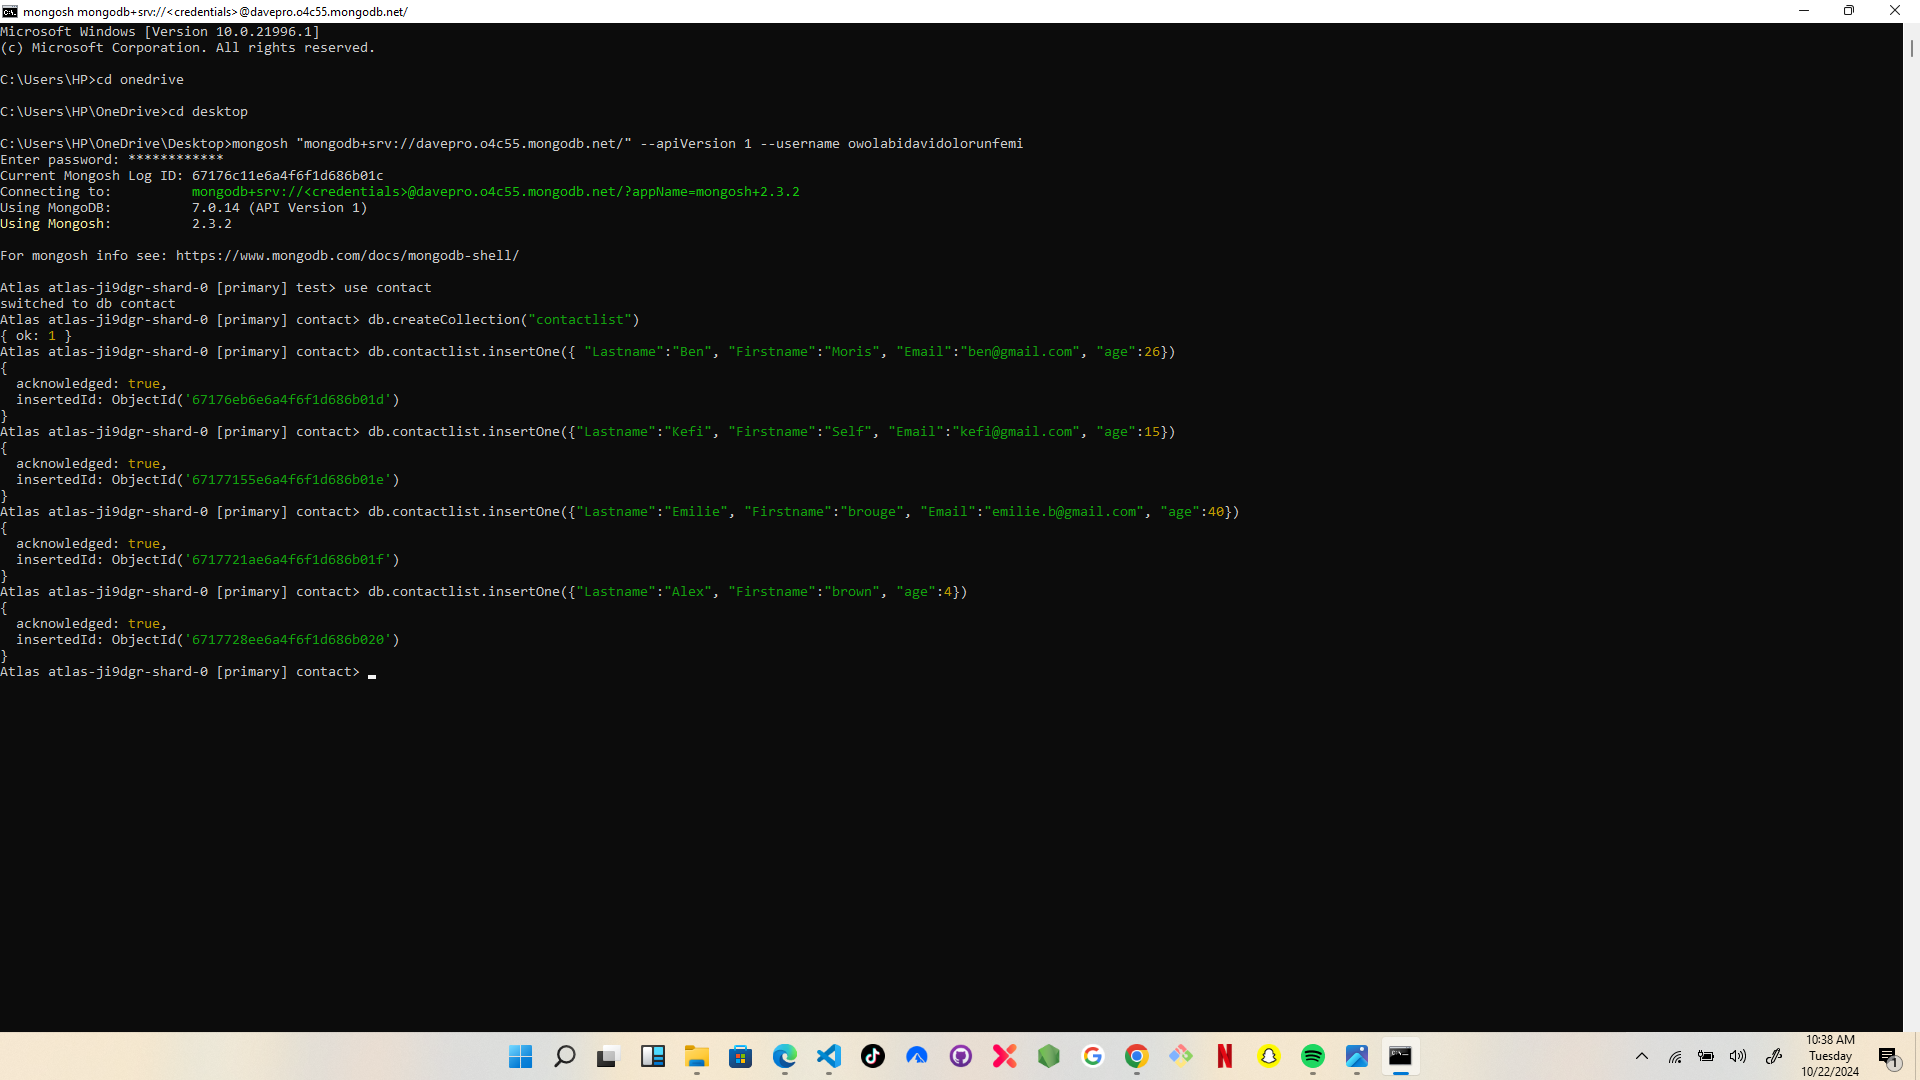 mongosh mongodb+srv://<credentials>@davepro.o4c55.mongodb.net/
Microsoft Windows [Version 10.0.21996.1]
(c) Microsoft Corporation. All rights reserved.
C:\Users\HP>cd onedrive
C:\Users\HP\OneDrive>cd desktop
C:\Users\HP\OneDrive\Desktop>mongosh "mongodb+srv://davepro.o4c55.mongodb.net/" --apiVersion 1 --username owolabidavidolorunfemi
Enter password: ************
Current Mongosh Log ID: 67176c11e6a4f6f1d686b01c
Connecting to:          mongodb+srv://<credentials>@davepro.o4c55.mongodb.net/?appName=mongosh+2.3.2
Using MongoDB:          7.0.14 (API Version 1)
Using Mongosh:          2.3.2
For mongosh info see: https://www.mongodb.com/docs/mongodb-shell/
Atlas atlas-ji9dgr-shard-0 [primary] test> use contact
switched to db contact
Atlas atlas-ji9dgr-shard-0 [primary] contact> db.createCollection("contactlist")
{ ok: 1 }
Atlas atlas-ji9dgr-shard-0 [primary] contact> db.contactlist.insertOne({ "Lastname":"Ben", "Firstname":"Moris", "Email":"ben@gmail.com", "age":26})
{
  acknowledged: true,
  insertedId: ObjectId('67176eb6e6a4f6f1d686b01d')
}
Atlas atlas-ji9dgr-shard-0 [primary] contact> db.contactlist.insertOne({"Lastname":"Kefi", "Firstname":"Self", "Email":"kefi@gmail.com", "age":15})
{
  acknowledged: true,
  insertedId: ObjectId('67177155e6a4f6f1d686b01e')
}
Atlas atlas-ji9dgr-shard-0 [primary] contact> db.contactlist.insertOne({"Lastname":"Emilie", "Firstname":"brouge", "Email":"emilie.b@gmail.com", "age":40})
{
  acknowledged: true,
  insertedId: ObjectId('6717721ae6a4f6f1d686b01f')
}
Atlas atlas-ji9dgr-shard-0 [primary] contact> db.contactlist.insertOne({"Lastname":"Alex", "Firstname":"brown", "age":4})
{
  acknowledged: true,
  insertedId: ObjectId('6717728ee6a4f6f1d686b020')
}
Atlas atlas-ji9dgr-shard-0 [primary] contact>
10:38 AM
Tuesday
10/22/2024
1